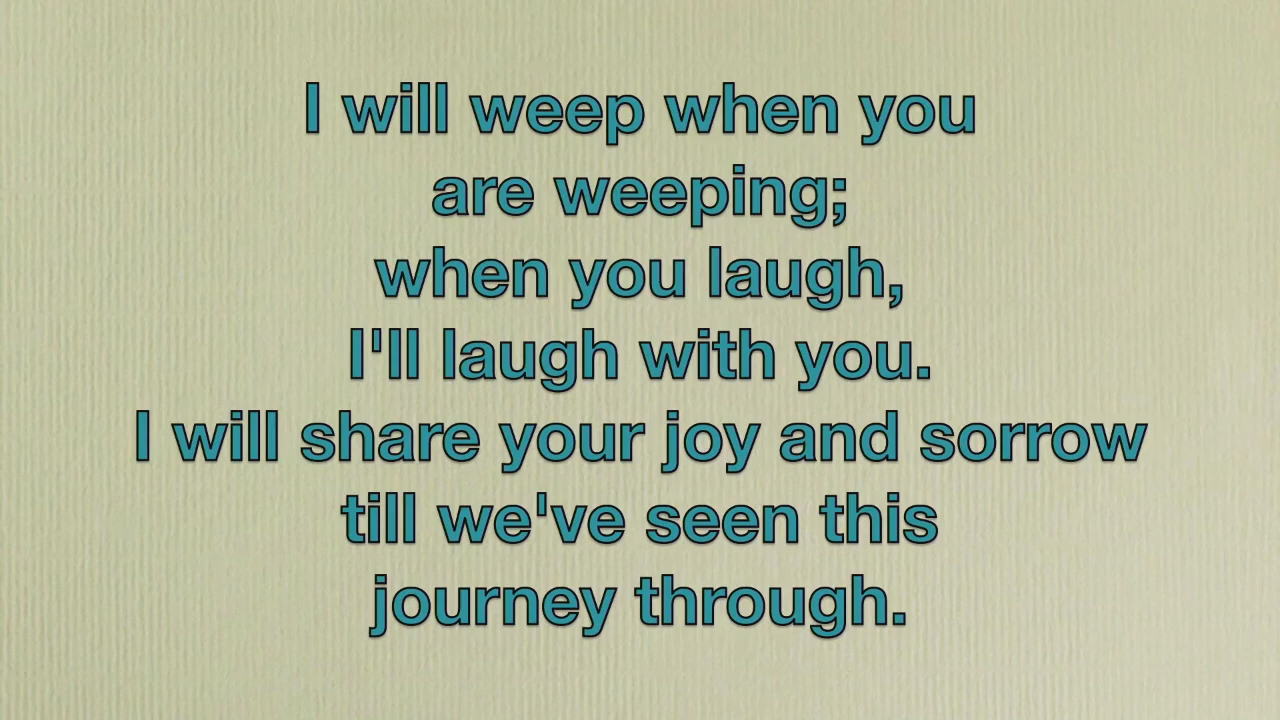 I will weep when you
are weeping;
when you laugh,
I'll laugh with you.
I will share your joy and sorrow
till we've seen this
journey through.